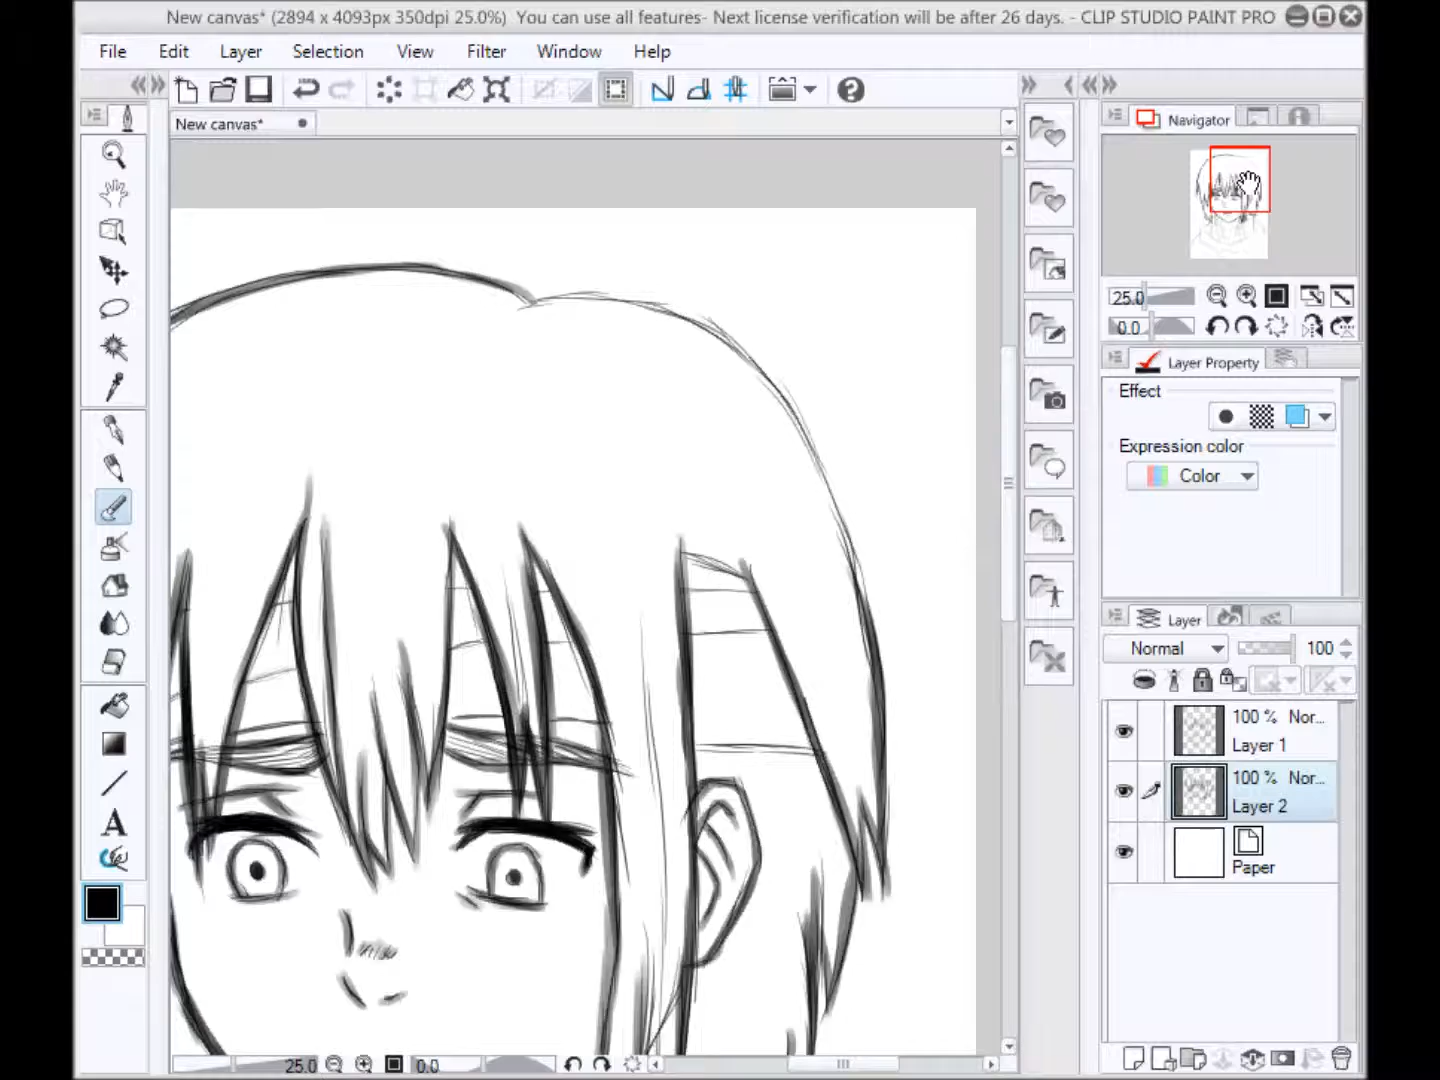 New canvas* (2894 x 4093px 350dpi 25.0%)  You can use all features- Next license verification will be after 26 days. - CLIP STUDIO PAINT PRO
File Edit Layer Selection View Filter Window Help
New canvas*
Navigator
25.0
0.0
Layer Property
Effect
Expression color
Color
Layer
Normal 100
100 % Nor...
Layer 1
100 % Nor...
Layer 2
Paper
A
25.0 0.0